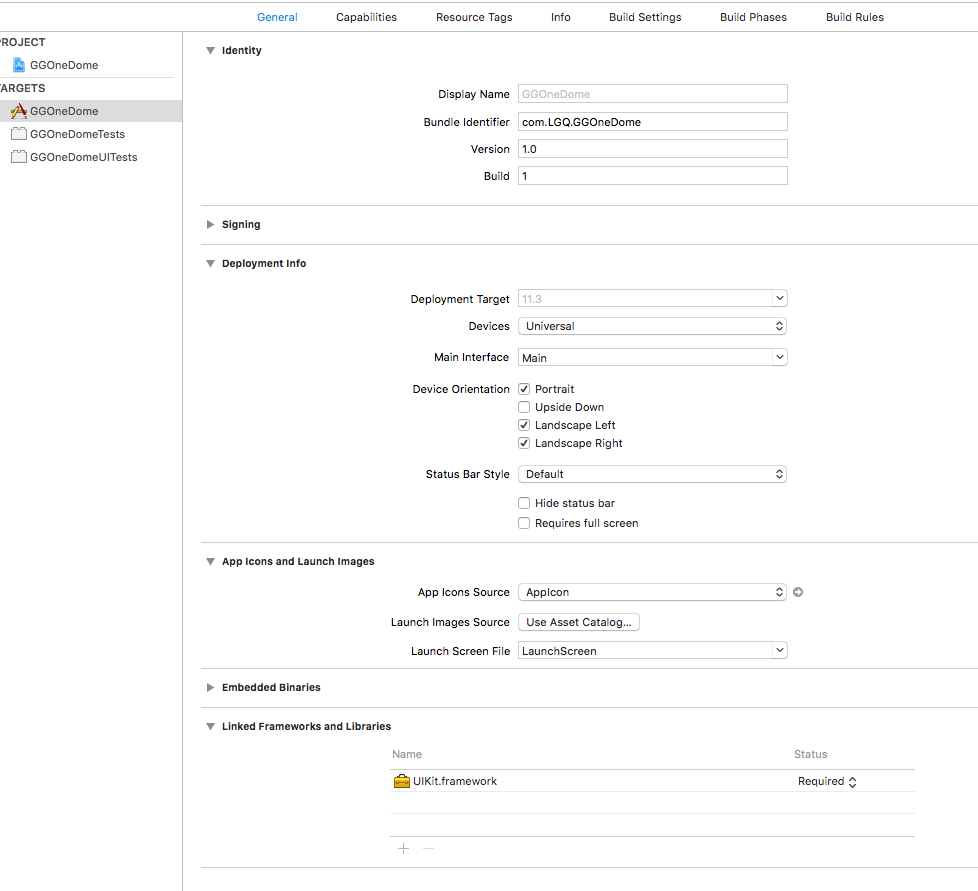 General Capabilities Resource Tags Info Build Settings Build Phases Build Rules
PROJECT
GGOneDome
TARGETS
GGOneDome
GGOneDomeTests
GGOneDomeUITests
Identity
Display Name GGOneDome
Bundle Identifier com.LGQ.GGOneDome
Version 1.0
Build 1
Signing
Deployment Info
Deployment Target 11.3
Devices Universal
Main Interface Main
Device Orientation Portrait
Upside Down
Landscape Left
Landscape Right
Status Bar Style Default
Hide status bar
Requires full screen
App Icons and Launch Images
App Icons Source AppIcon
Launch Images Source Use Asset Catalog...
Launch Screen File LaunchScreen
Embedded Binaries
Linked Frameworks and Libraries
Name Status
UIKit.framework Required